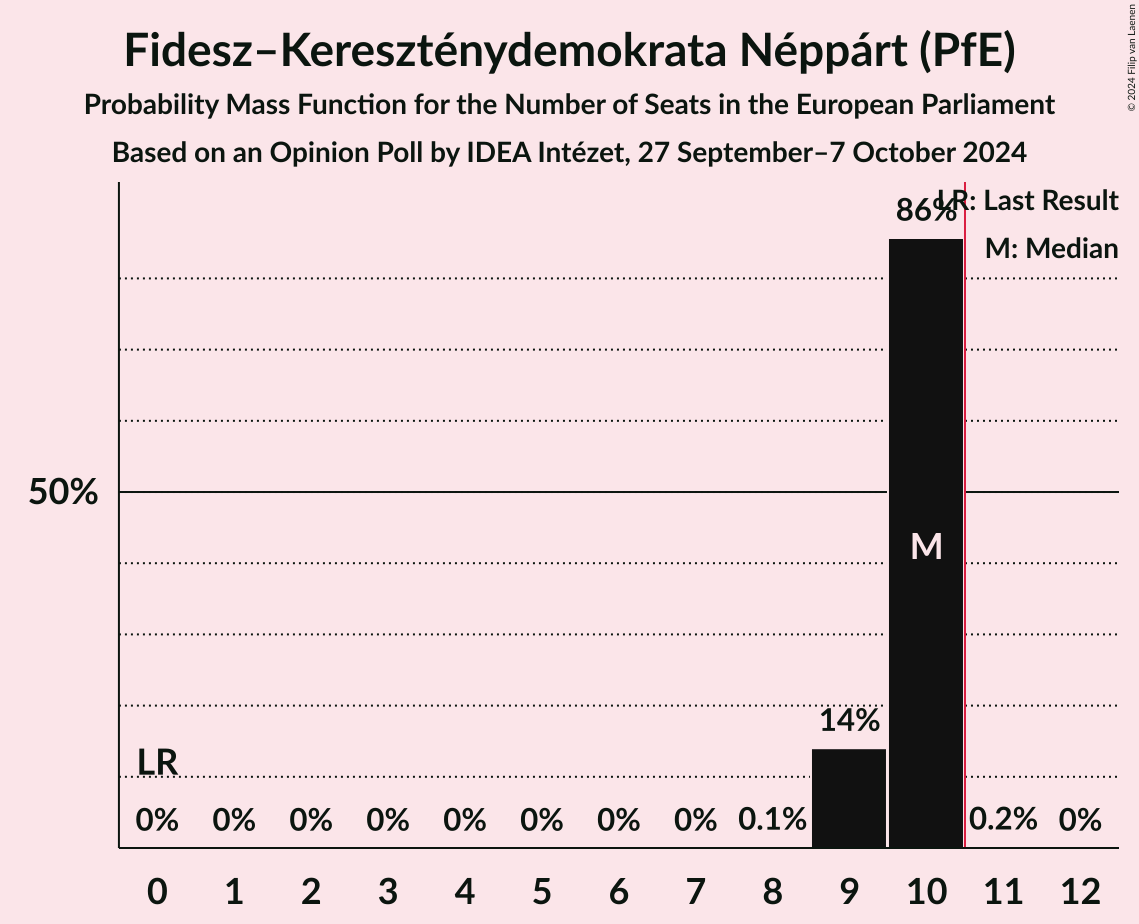 Fidesz–Kereszténydemokrata Néppárt (PfE)
Probability Mass Function for the Number of Seats in the European Parliament
Based on an Opinion Poll by IDEA Intézet, 27 September–7 October 2024
© 2024 Filip van Laenen
LR: Last Result
M: Median
86%
50%
M
14%
LR
0% 0% 0% 0% 0% 0% 0% 0% 0.1% 0.2% 0%
0 1 2 3 4 5 6 7 8 9 10 11 12